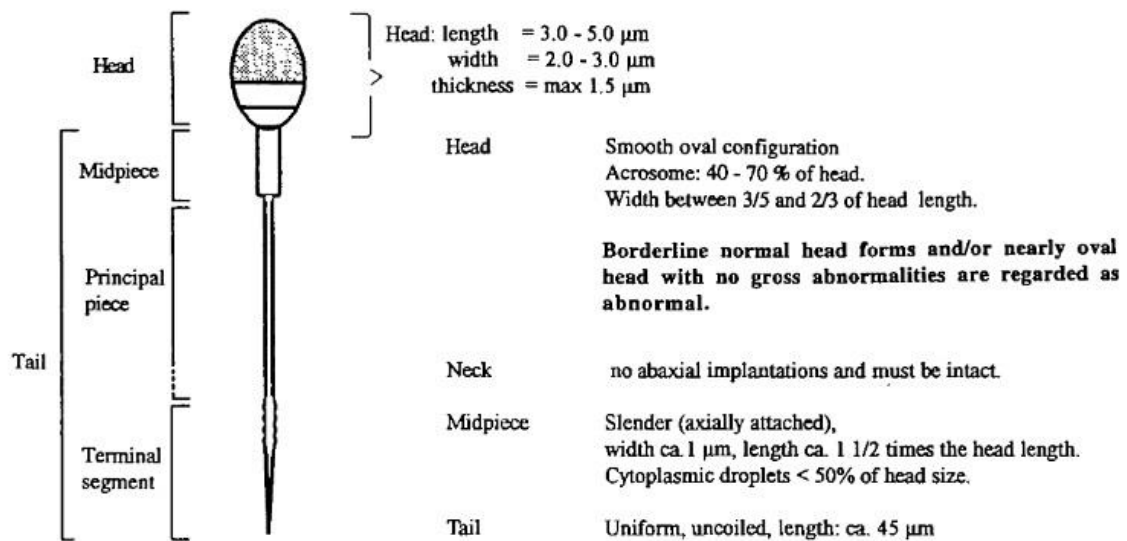 Head
Midpiece
Principal
piece
Tail
Terminal
segment
Head: length = 3.0 - 5.0 μm
width = 2.0 - 3.0 μm
thickness = max 1.5 μm
Head Smooth oval configuration
Acrosome: 40 - 70 % of head.
Width between 3/5 and 2/3 of head length.
Borderline normal head forms and/or nearly oval
head with no gross abnormalities are regarded as
abnormal.
Neck no abaxial implantations and must be intact.
Midpiece Slender (axially attached),
width ca. 1 μm, length ca. 1 1/2 times the head length.
Cytoplasmic droplets < 50% of head size.
Tail Uniform, uncoiled, length: ca. 45 μm